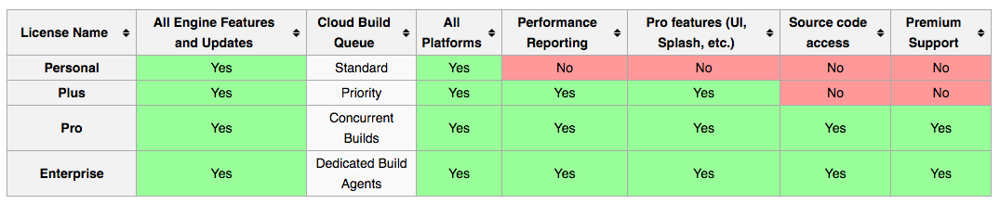 License Name All Engine Features and Updates Cloud Build Queue All Platforms Performance Reporting Pro features (UI, Splash, etc.) Source code access Premium Support
Personal Yes Standard Yes No No No No
Plus Yes Priority Yes Yes Yes No No
Pro Yes Concurrent Builds Yes Yes Yes Yes Yes
Enterprise Yes Dedicated Build Agents Yes Yes Yes Yes Yes